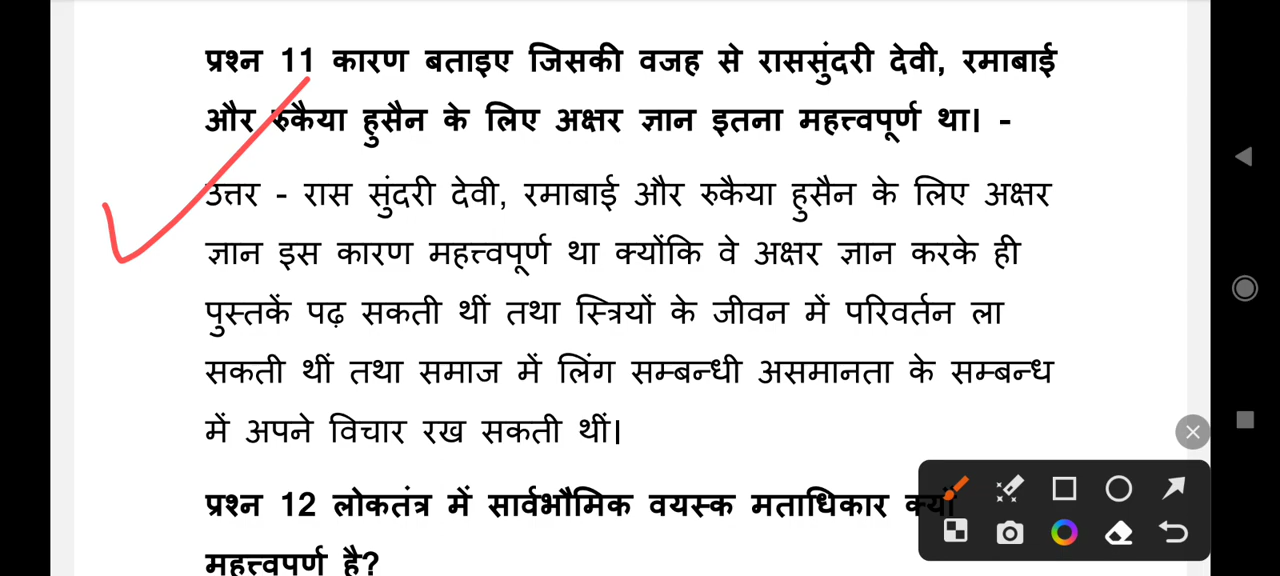 प्रश्न 11 कारण बताइए जिसकी वजह से राससुंदरी देवी, रमाबाई
और रुकैया हुसैन के लिए अक्षर ज्ञान इतना महत्त्वपूर्ण था। -
उत्तर - रास सुंदरी देवी, रमाबाई और रुकैया हुसैन के लिए अक्षर
ज्ञान इस कारण महत्त्वपूर्ण था क्योंकि वे अक्षर ज्ञान करके ही
पुस्तकें पढ़ सकती थीं तथा स्त्रियों के जीवन में परिवर्तन ला
सकती थीं तथा समाज में लिंग सम्बन्धी असमानता के सम्बन्ध
में अपने विचार रख सकती थीं।
प्रश्न 12 लोकतंत्र में सार्वभौमिक वयस्क मताधिकार क्यों
महत्त्वपूर्ण है?